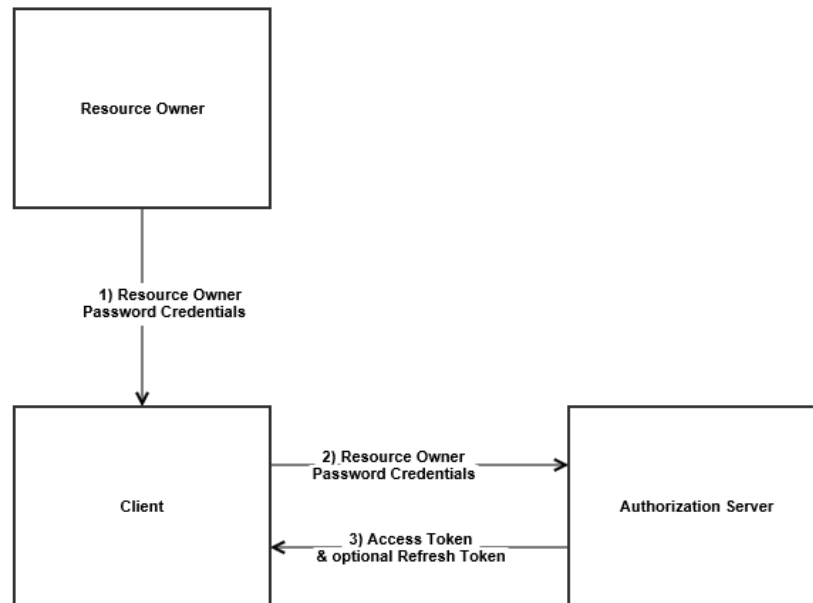 Resource Owner
1) Resource Owner
Password Credentials
2) Resource Owner
Password Credentials
Client
Authorization Server
3) Access Token
& optional Refresh Token